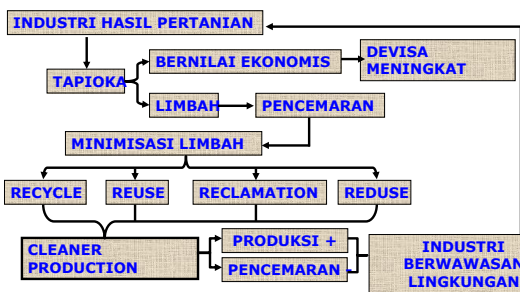 INDUSTRI HASIL PERTANIAN
DEVISA
MENINGKAT
BERNILAI EKONOMIS
TAPIOKA
LIMBAH
PENCEMARAN
MINIMISASI LIMBAH
RECYCLE
REUSE
RECLAMATION
REDUSE
CLEANER
PRODUCTION
PRODUKSI +
PENCEMARAN -
INDUSTRI
BERWAWASAN
LINGKUNGAN